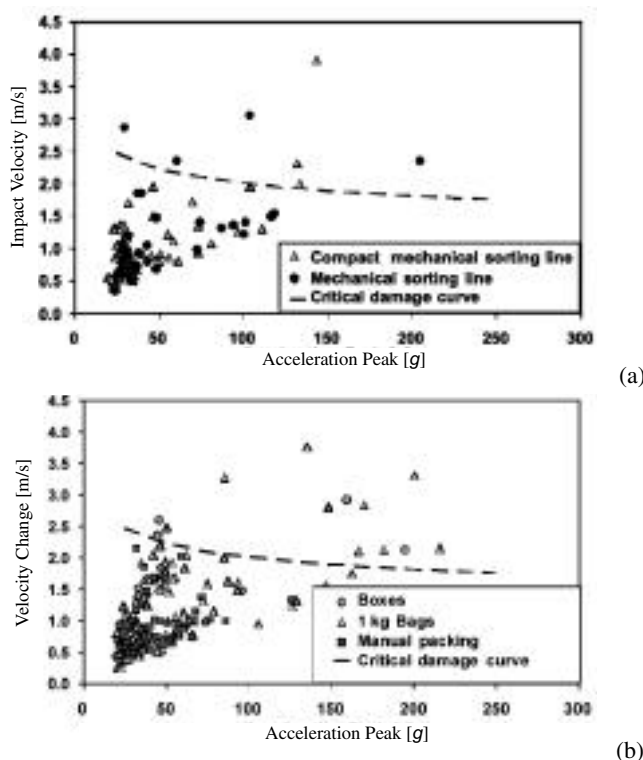 4.5
4.0
3.5
3.0
2.5
2.0
1.5
1.0
0.5
0.0
Impact Velocity [m/s]
Compact mechanical sorting line
Mechanical sorting line
Critical damage curve
0 50 100 150 200 250 300
Acceleration Peak [g]
(a)
4.5
4.0
3.5
3.0
2.5
2.0
1.5
1.0
0.5
0.0
Velocity Change [m/s]
Boxes
1 kg Bags
Manual packing
Critical damage curve
0 50 100 150 200 250 300
Acceleration Peak [g]
(b)